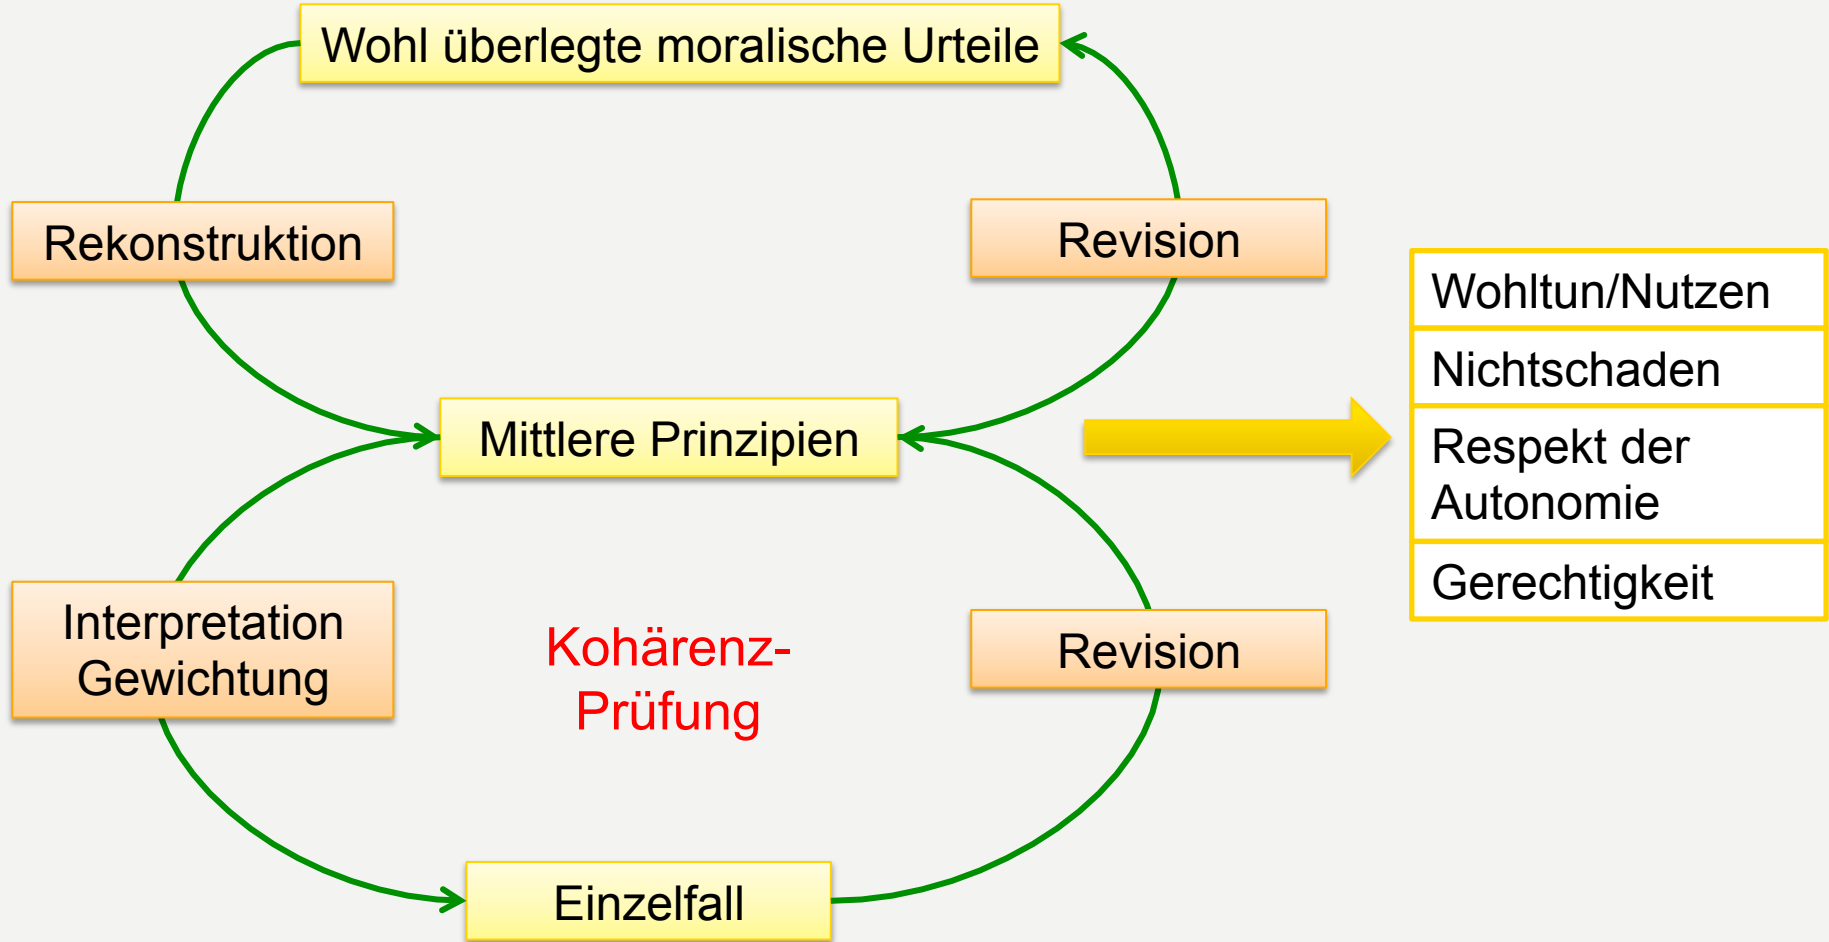 Wohl überlegte moralische Urteile
Rekonstruktion
Revision
Mittlere Prinzipien
Wohltun/Nutzen
Nichtschaden
Respekt der
Autonomie
Gerechtigkeit
Interpretation
Gewichtung
Kohärenz-
Prüfung
Revision
Einzelfall